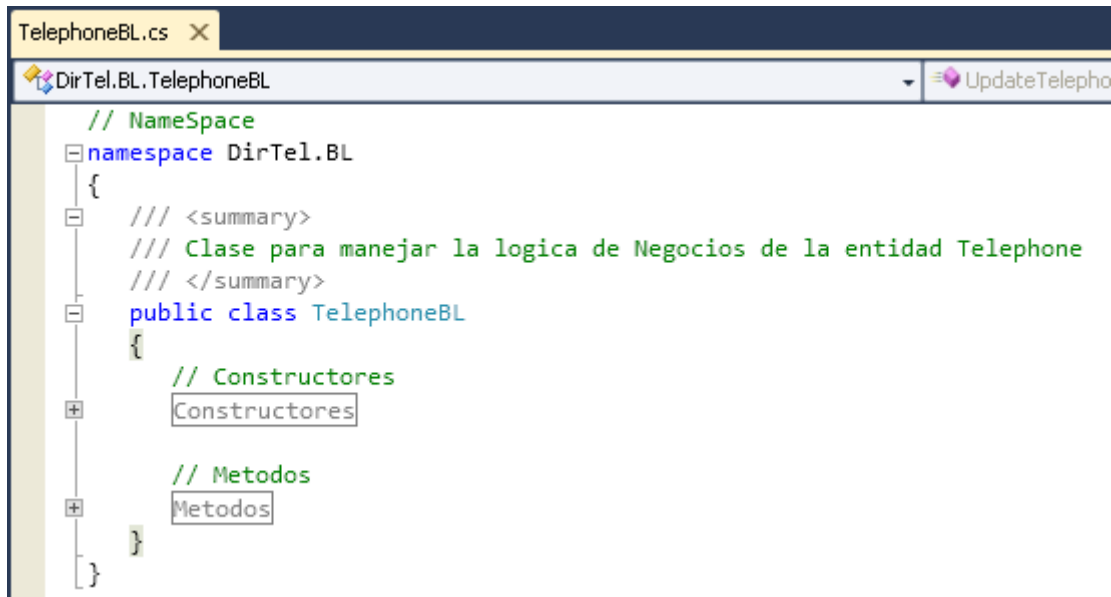 TelephoneBL.cs
DirTel.BL.TelephoneBL UpdateTelepho
// NameSpace
namespace DirTel.BL
{
/// <summary>
/// Clase para manejar la logica de Negocios de la entidad Telephone
/// </summary>
public class TelephoneBL
{
// Constructores
Constructores
// Metodos
Metodos
}
}